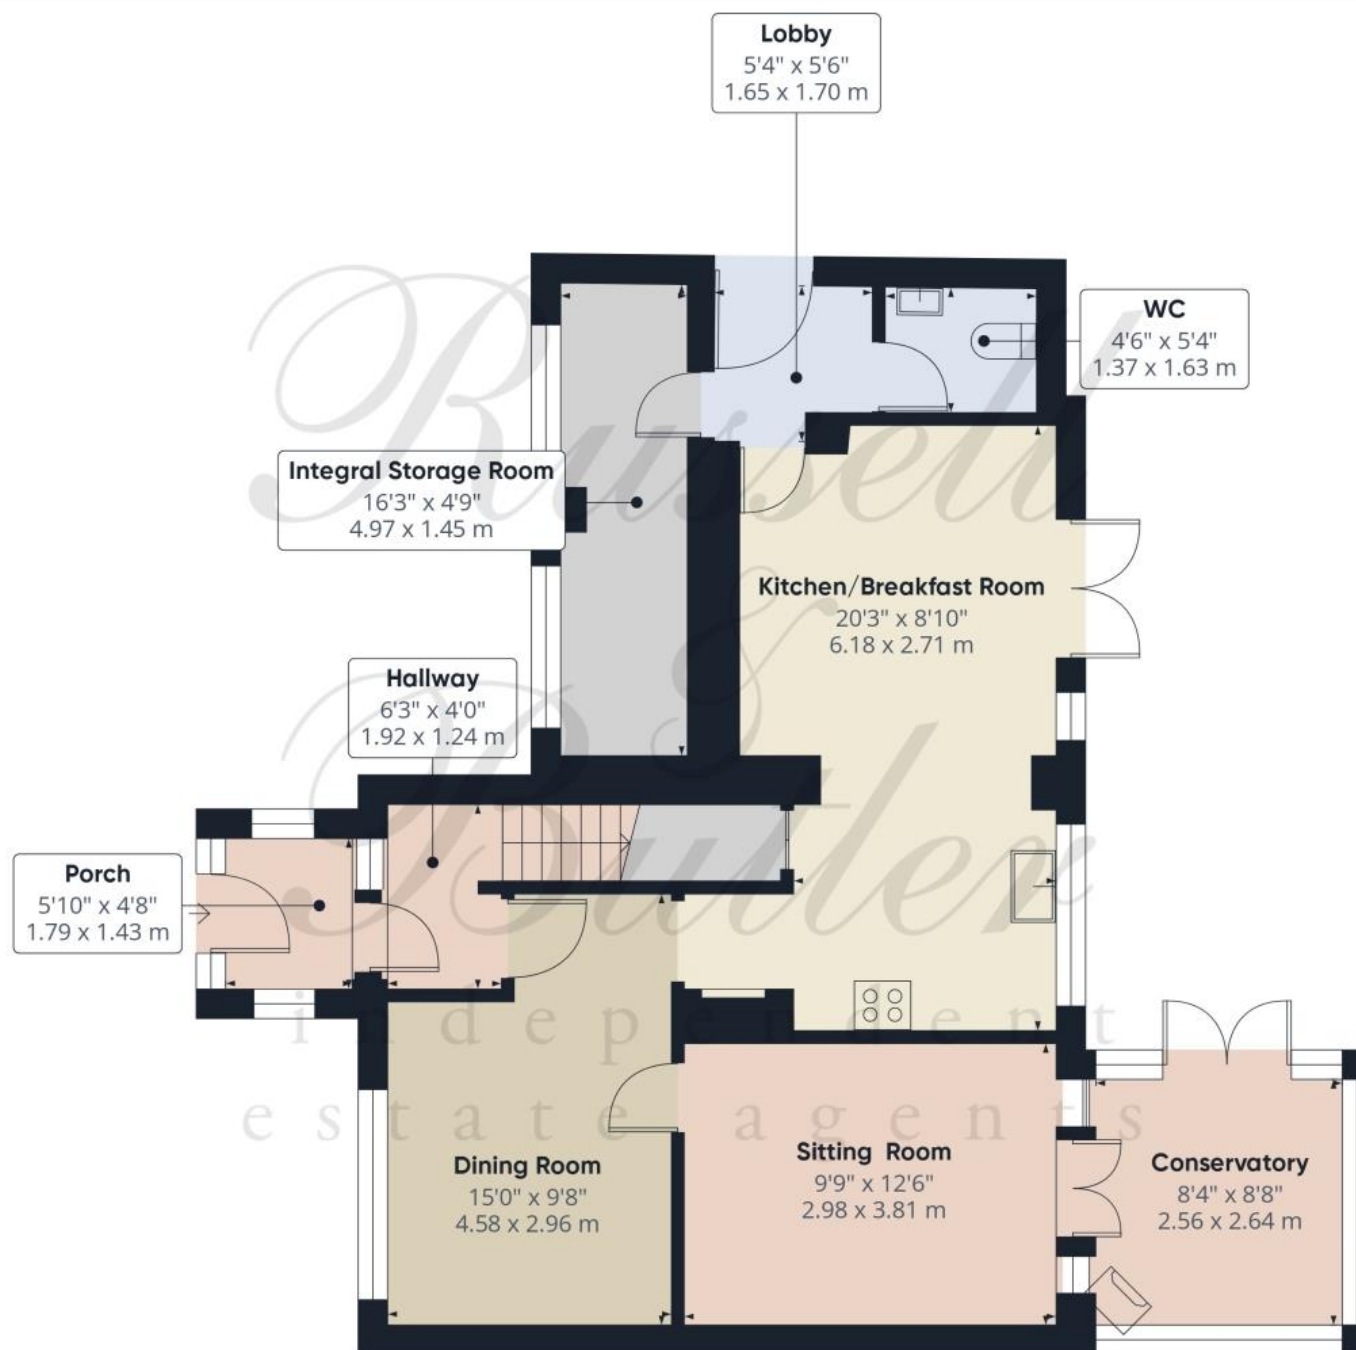 Lobby
5'4" x 5'6"
1.65 x 1.70 m
WC
4'6" x 5'4"
1.37 x 1.63 m
Integral Storage Room
16'3" x 4'9"
4.97 x 1.45 m
Kitchen/Breakfast Room
20'3" x 8'10"
6.18 x 2.71 m
Hallway
6'3" x 4'0"
1.92 x 1.24 m
Porch
5'10" x 4'8"
1.79 x 1.43 m
Dining Room
15'0" x 9'8"
4.58 x 2.96 m
Sitting Room
9'9" x 12'6"
2.98 x 3.81 m
Conservatory
8'4" x 8'8"
2.56 x 2.64 m
Russell
&
Butler
independent
estate agents